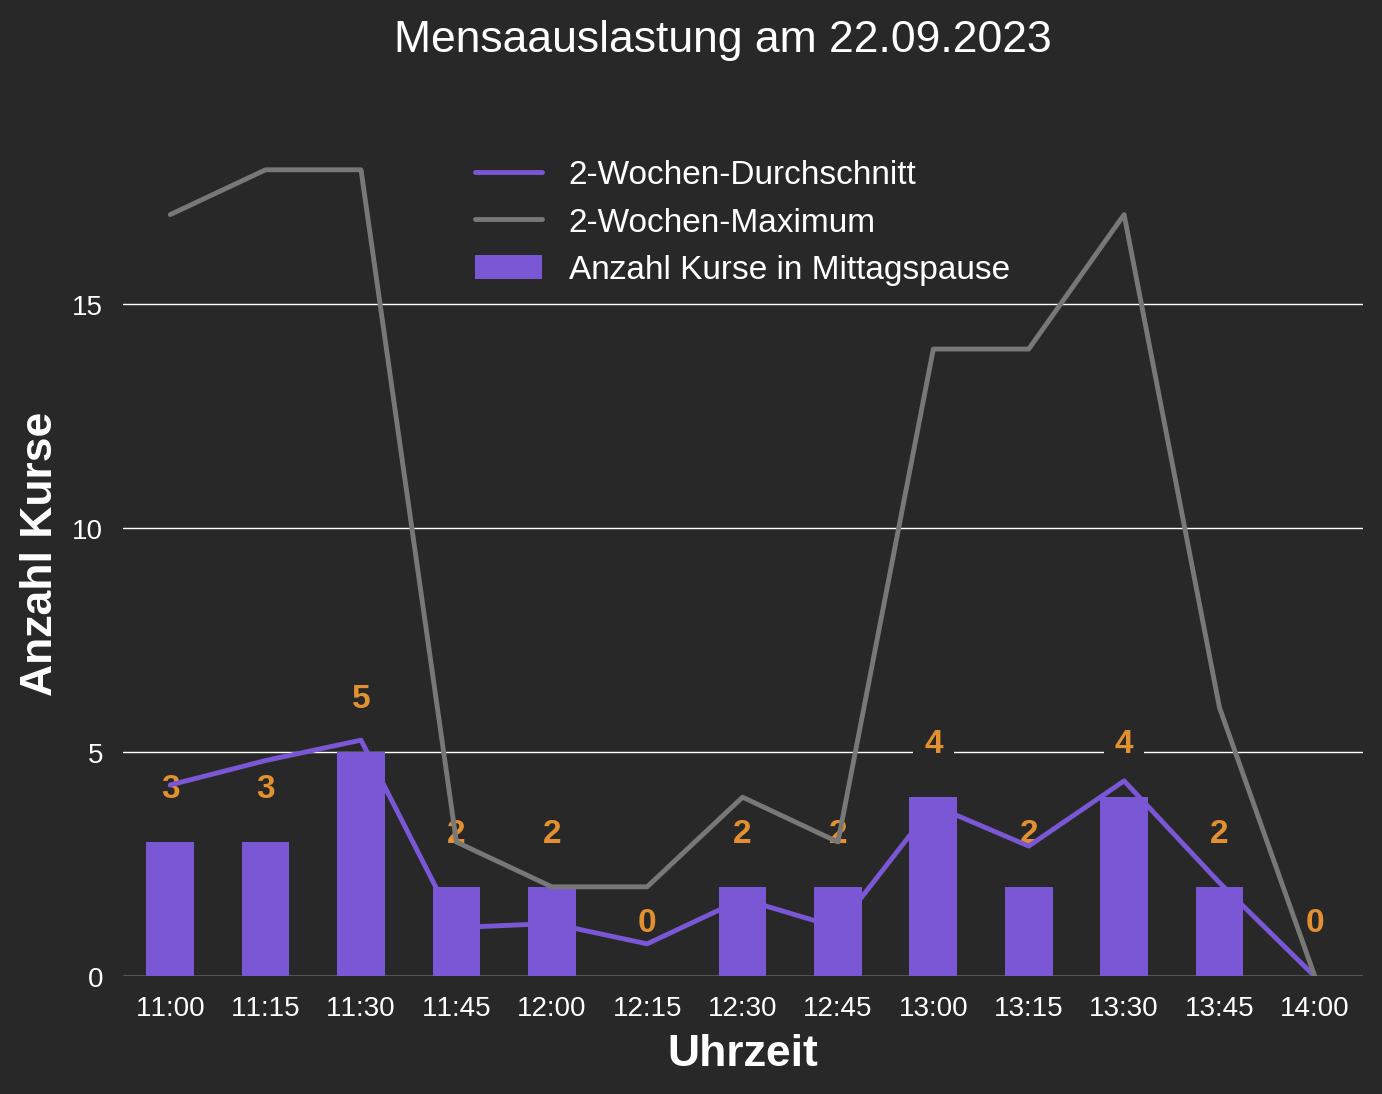 Mensaauslastung am 22.09.2023
2-Wochen-Durchschnitt
2-Wochen-Maximum
Anzahl Kurse in Mittagspause
Anzahl Kurse
15
10
5
0
3
3
5
2
2
0
2
2
4
2
4
2
0
11:00 11:15 11:30 11:45 12:00 12:15 12:30 12:45 13:00 13:15 13:30 13:45 14:00
Uhrzeit